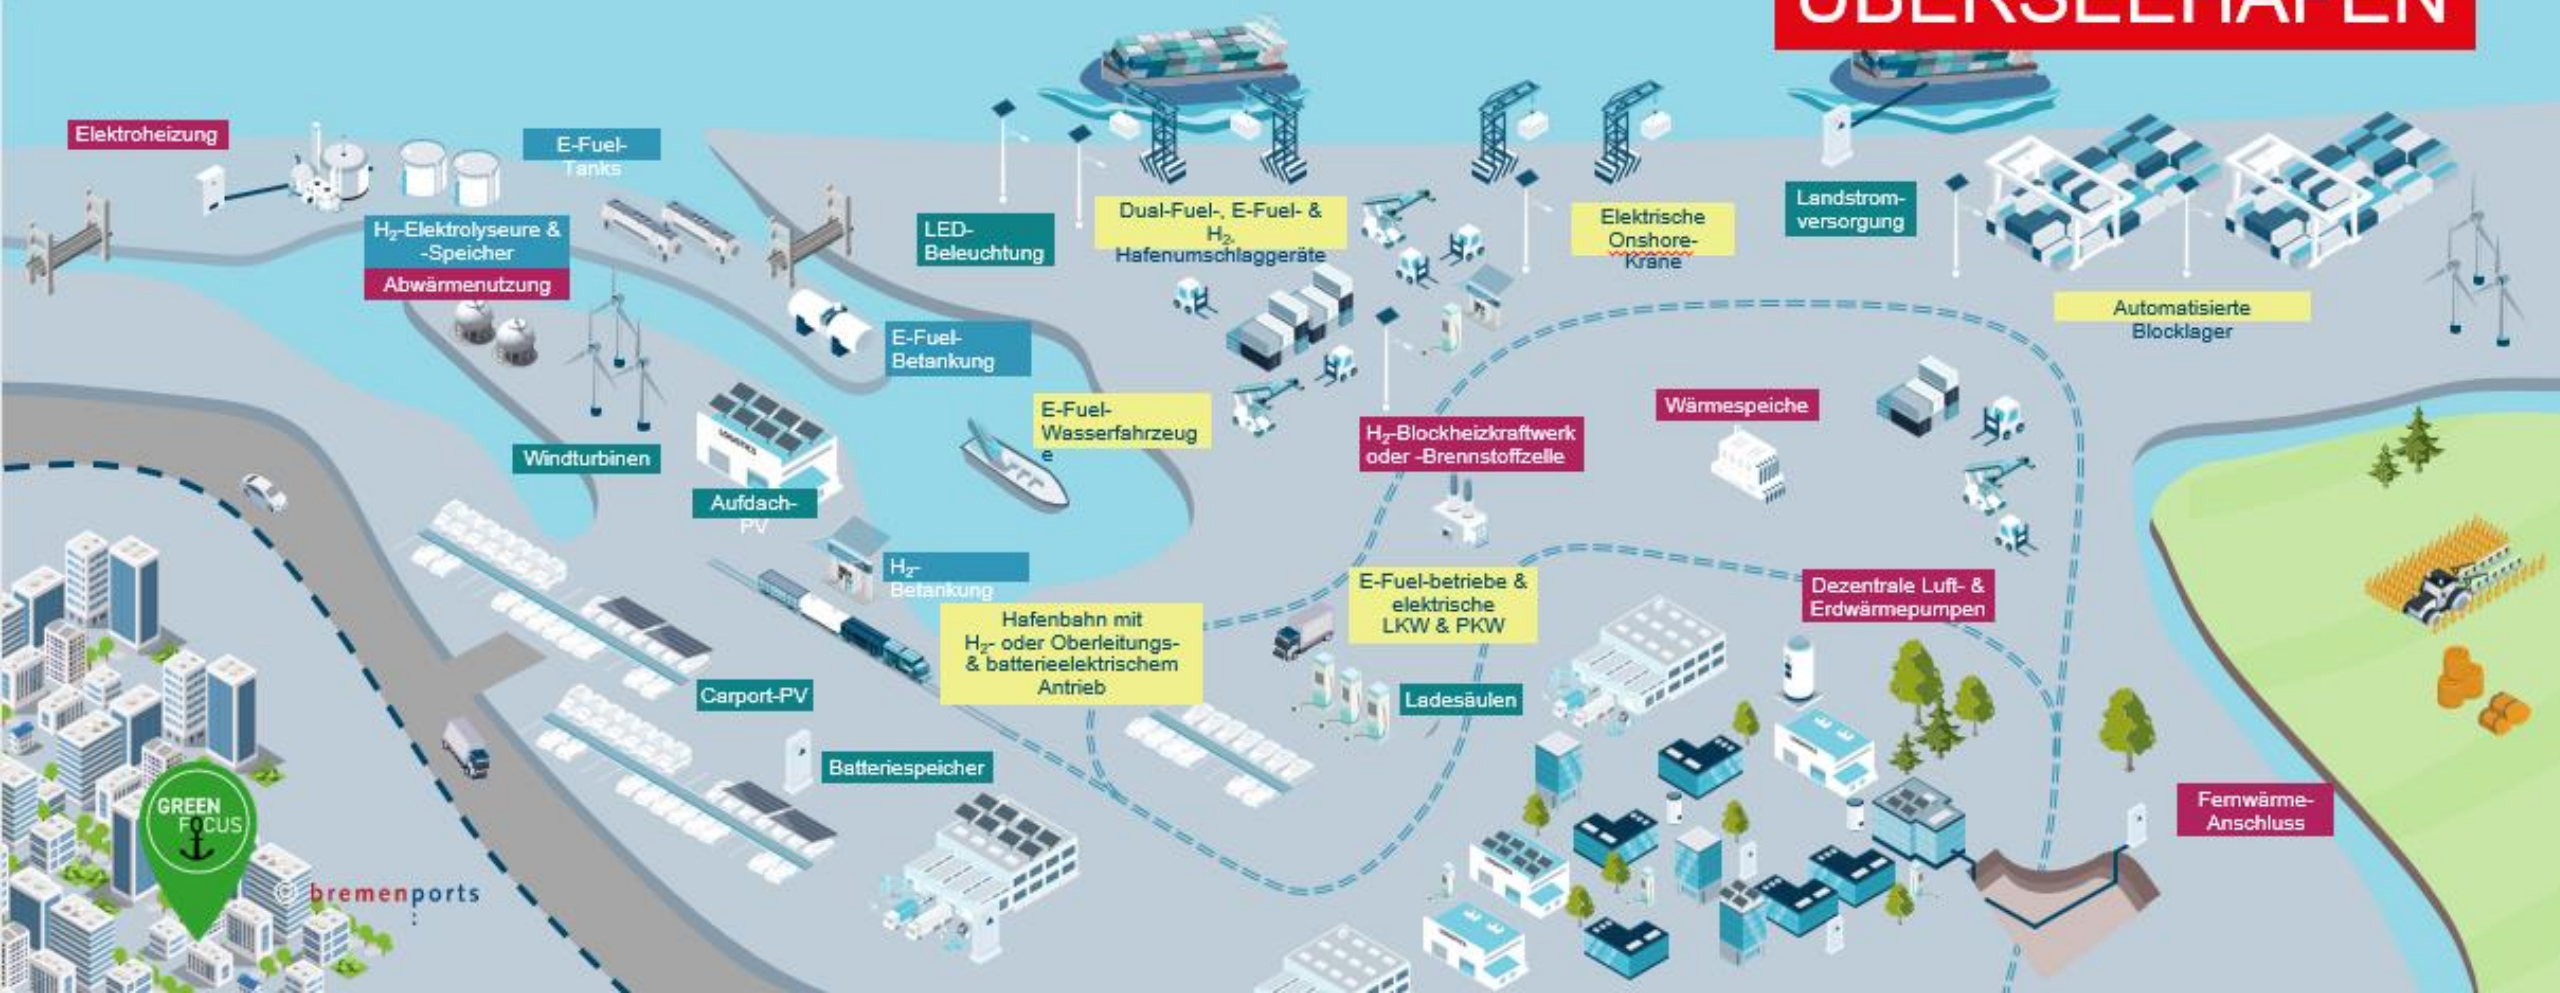 ÜBERSEEHAFEN
Elektroheizung
E-Fuel-
Tanks
H₂-Elektrolyseure &
-Speicher
Abwärmenutzung
LED-
Beleuchtung
Dual-Fuel-, E-Fuel- &
H₂-
Hafenumschlaggeräte
Elektrische
Onshore-
Kräne
Landstrom-
versorgung
Automatisierte
Blocklager
E-Fuel-
Betankung
E-Fuel-
Wasserfahrzeug
e
Windturbinen
LOGISTICS
Aufdach-
PV
H₂-Blockheizkraftwerk
oder -Brennstoffzelle
Wärmespeiche
H₂-
Betankung
Hafenbahn mit
H₂- oder Oberleitungs-
& batterieelektrischem
Antrieb
E-Fuel-betriebe &
elektrische
LKW & PKW
Dezentrale Luft- &
Erdwärmepumpen
Carport-PV
Ladesäulen
Batteriespeicher
Fernwärme-
Anschluss
GREEN
FOCUS
© bremenports